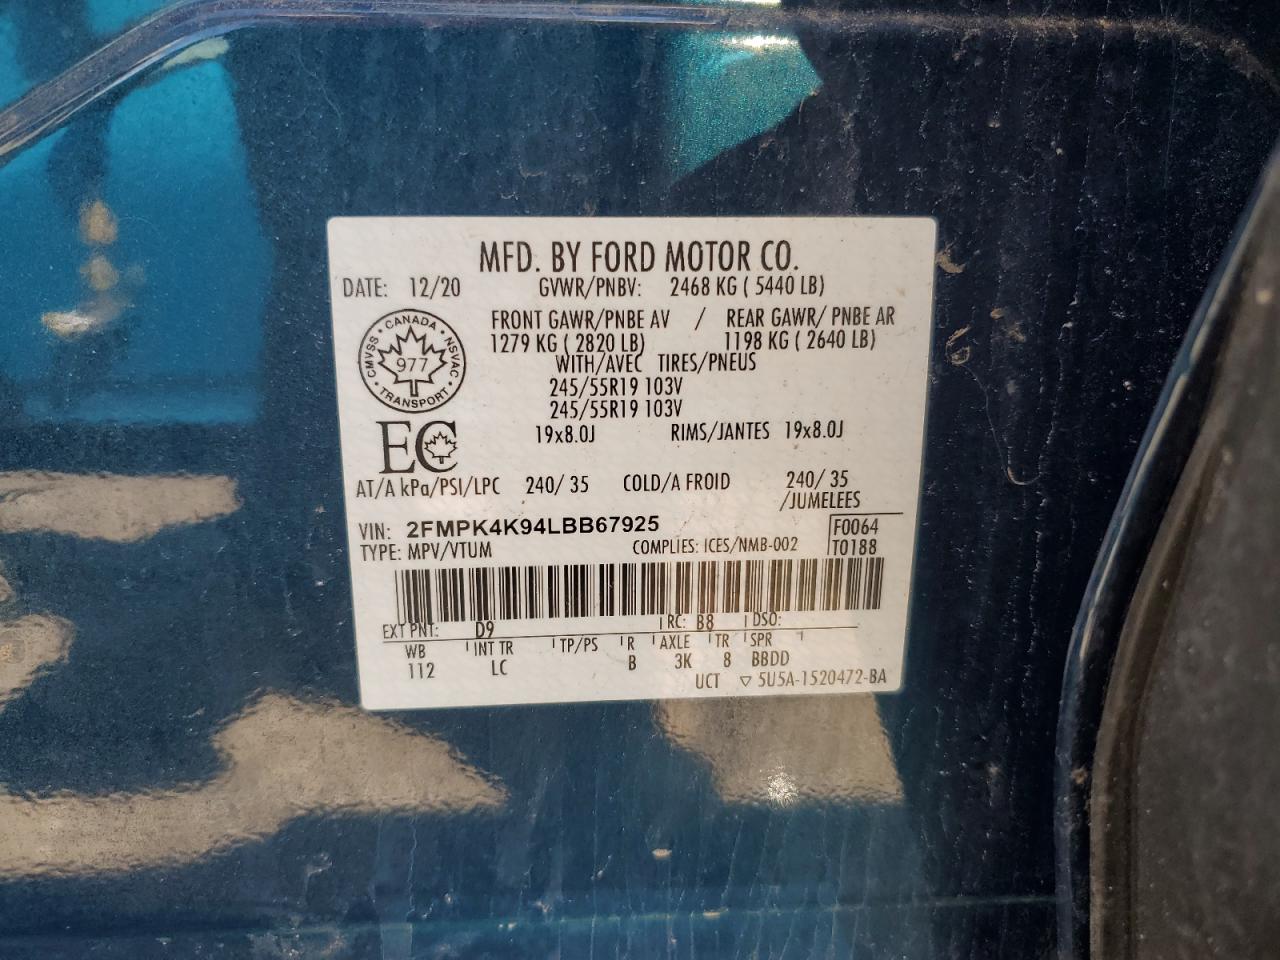 MFD. BY FORD MOTOR CO.
DATE: 12/20 GVWR/PNBV: 2468 KG ( 5440 LB)
FRONT GAWR/PNBE AV / REAR GAWR/ PNBE AR
1279 KG ( 2820 LB) 1198 KG ( 2640 LB)
WITH/AVEC TIRES/PNEUS
245/55R19 103V
245/55R19 103V
19x8.0J RIMS/JANTES 19x8.0J
CANADA
CMVSS NSVAC
977
TRANSPORT
EC
AT/A kPa/PSI/LPC 240/ 35 COLD/A FROID 240/ 35
/JUMELEES
VIN: 2FMPK4K94LBB67925 F0064
TYPE: MPV/VTUM COMPLIES: ICES/NMB-002 T0188
EXT PNT: D9 RC: B8 DSO:
WB INT TR TP/PS R AXLE TR SPR
112 LC B 3K 8 BBDD
UCT ▽ 5U5A-1520472-BA